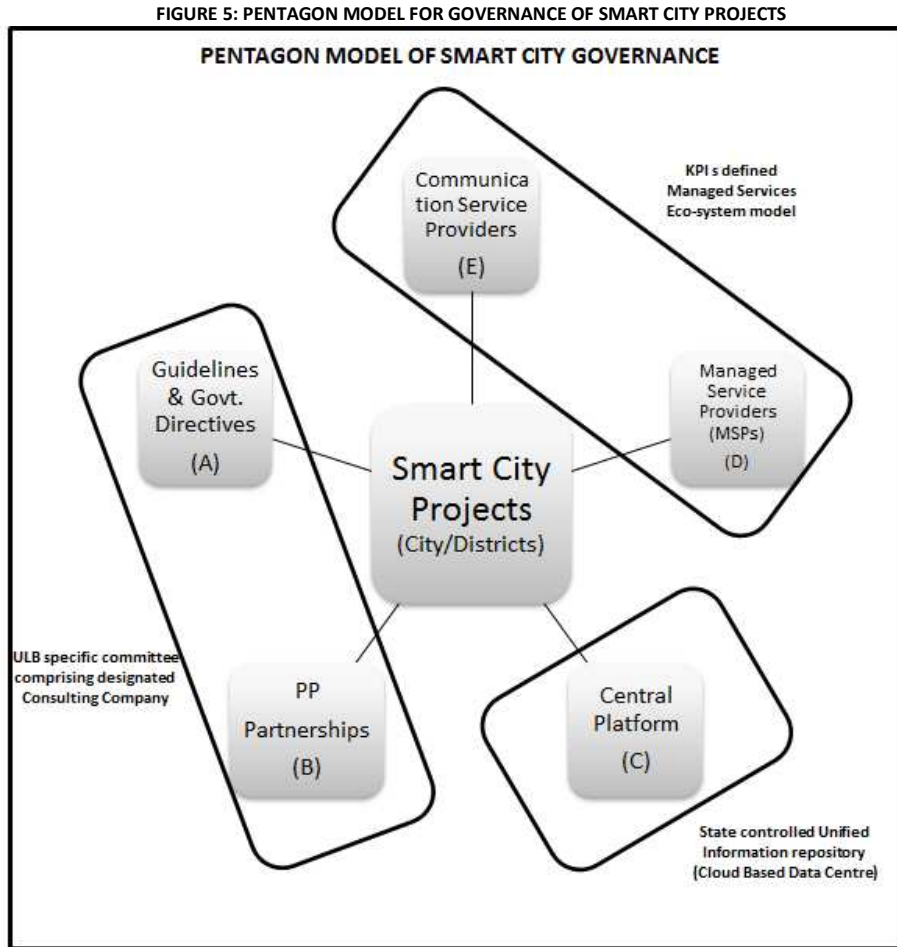 FIGURE 5: PENTAGON MODEL FOR GOVERNANCE OF SMART CITY PROJECTS
PENTAGON MODEL OF SMART CITY GOVERNANCE
Communica
tion Service
Providers
(E)
KPI s defined
Managed Services
Eco-system model
Guidelines
& Govt.
Directives
(A)
Managed
Service
Providers
(MSPs)
(D)
Smart City
Projects
(City/Districts)
ULB specific committee
comprising designated
Consulting Company
PP
Partnerships
(B)
Central
Platform
(C)
State controlled Unified
Information repository
(Cloud Based Data Centre)